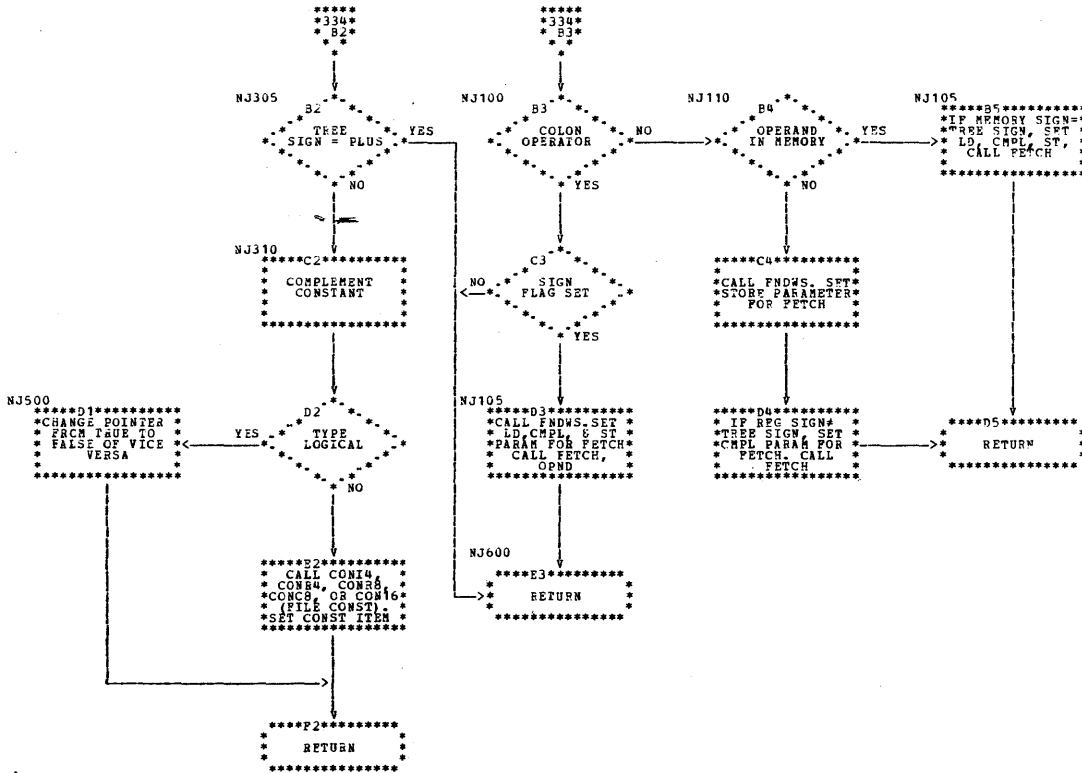 334
B2
334
B3
NJ305
B2
TREE
SIGN = PLUS
YES
NO
NJ100
B3
COLON
OPERATOR
NO
YES
NJ110
B4
OPERAND
IN MEMORY
YES
NO
NJ105
B5
IF MEMORY SIGN=
TREE SIGN, SET
LD, CMPL, ST,
CALL FETCH
NJ310
C2
COMPLEMENT
CONSTANT
C3
SIGN
FLAG SET
NO
YES
C4
CALL FNDWS. SET
STORE PARAMETER
FOR FETCH
NJ500
D1
CHANGE POINTER
FROM TRUE TO
FALSE OF VICE
VERSA
D2
TYPE
LOGICAL
YES
NO
NJ105
D3
CALL FNDWS.SET
LD,CMPL, & ST
PARAM FOR FETCH
CALL FETCH,
OPND
D4
IF REG SIGN≠
TREE SIGN, SET
CMPL PARAM FOR
FETCH. CALL
FETCH
D5
RETURN
E2
CALL CONI4,
CONR4, CONR8,
CONC8, OR CON16
(FILE CONST).
SET CONST ITEM
NJ600
E3
RETURN
F2
RETURN